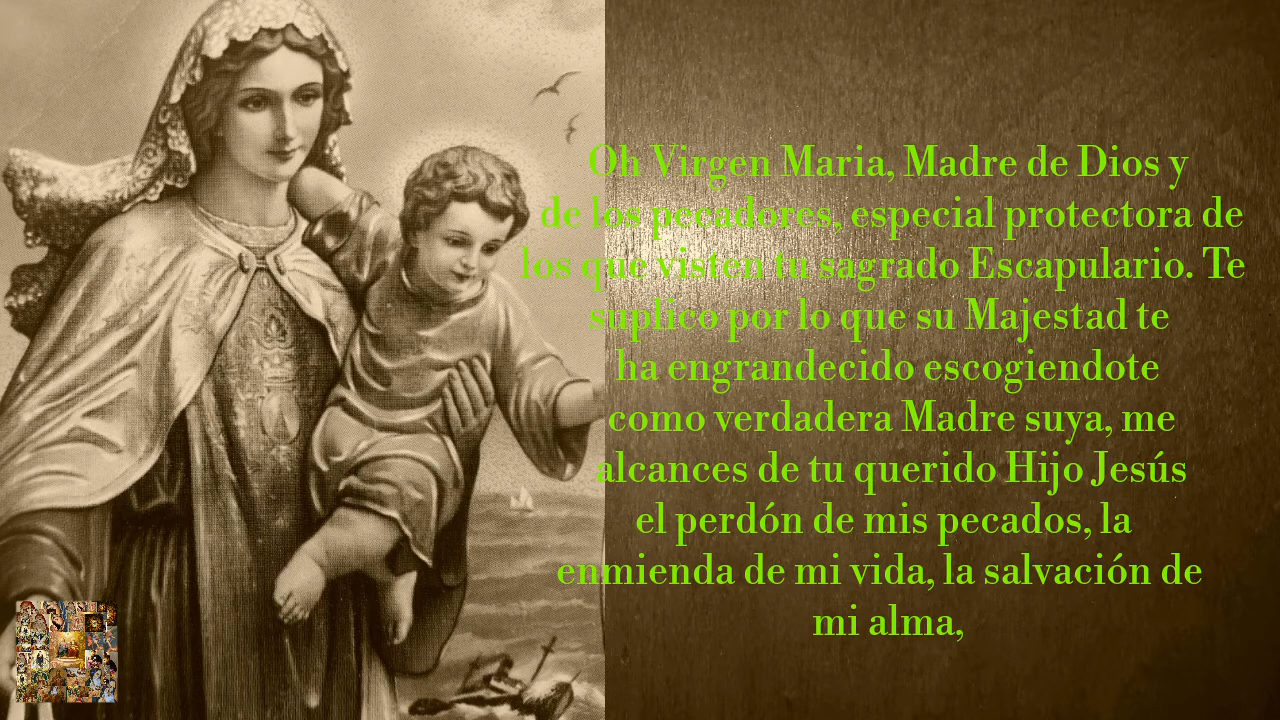 Oh Virgen Maria, Madre de Dios y
de los pecadores, especial protectora de
los que visten tu sagrado Escapulario. Te
suplico por lo que su Majestad te
ha engrandecido escogiendote
como verdadera Madre suya, me
alcances de tu querido Hijo Jesús
el perdón de mis pecados, la
enmienda de mi vida, la salvación de
mi alma,